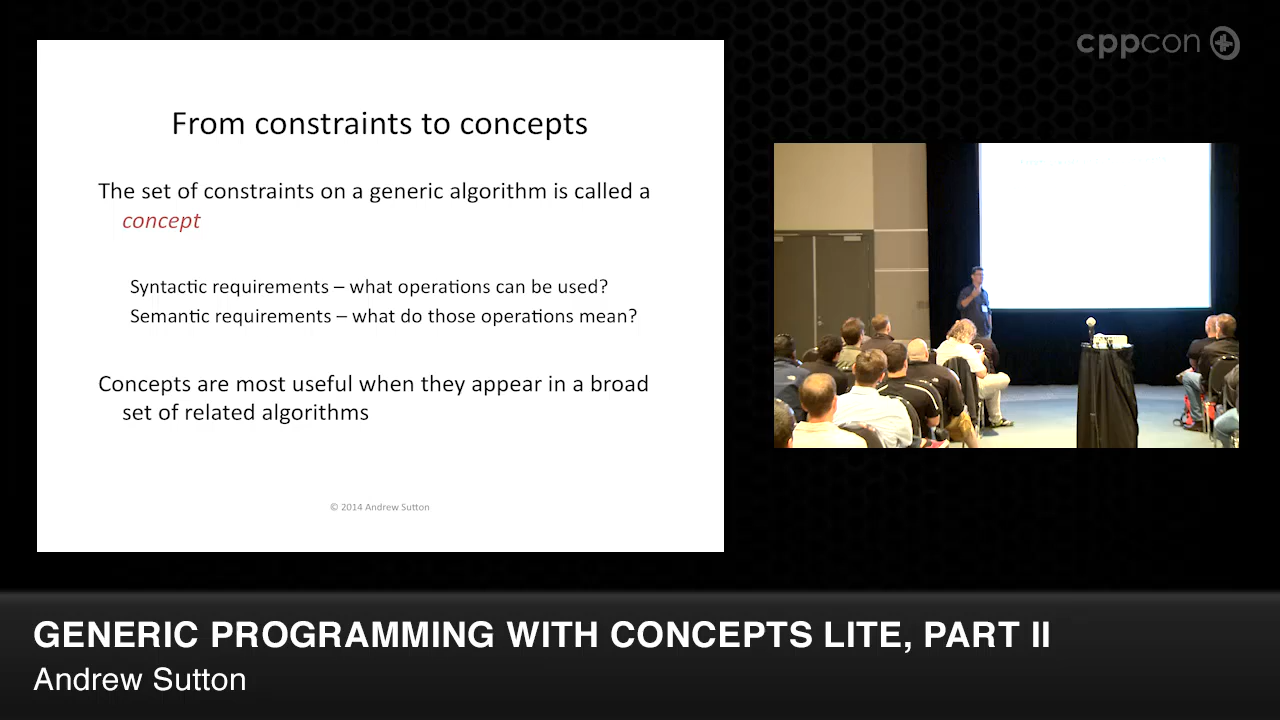 cppcon
From constraints to concepts
The set of constraints on a generic algorithm is called a
concept
Syntactic requirements – what operations can be used?
Semantic requirements – what do those operations mean?
Concepts are most useful when they appear in a broad
set of related algorithms
© 2014 Andrew Sutton
GENERIC PROGRAMMING WITH CONCEPTS LITE, PART II
Andrew Sutton